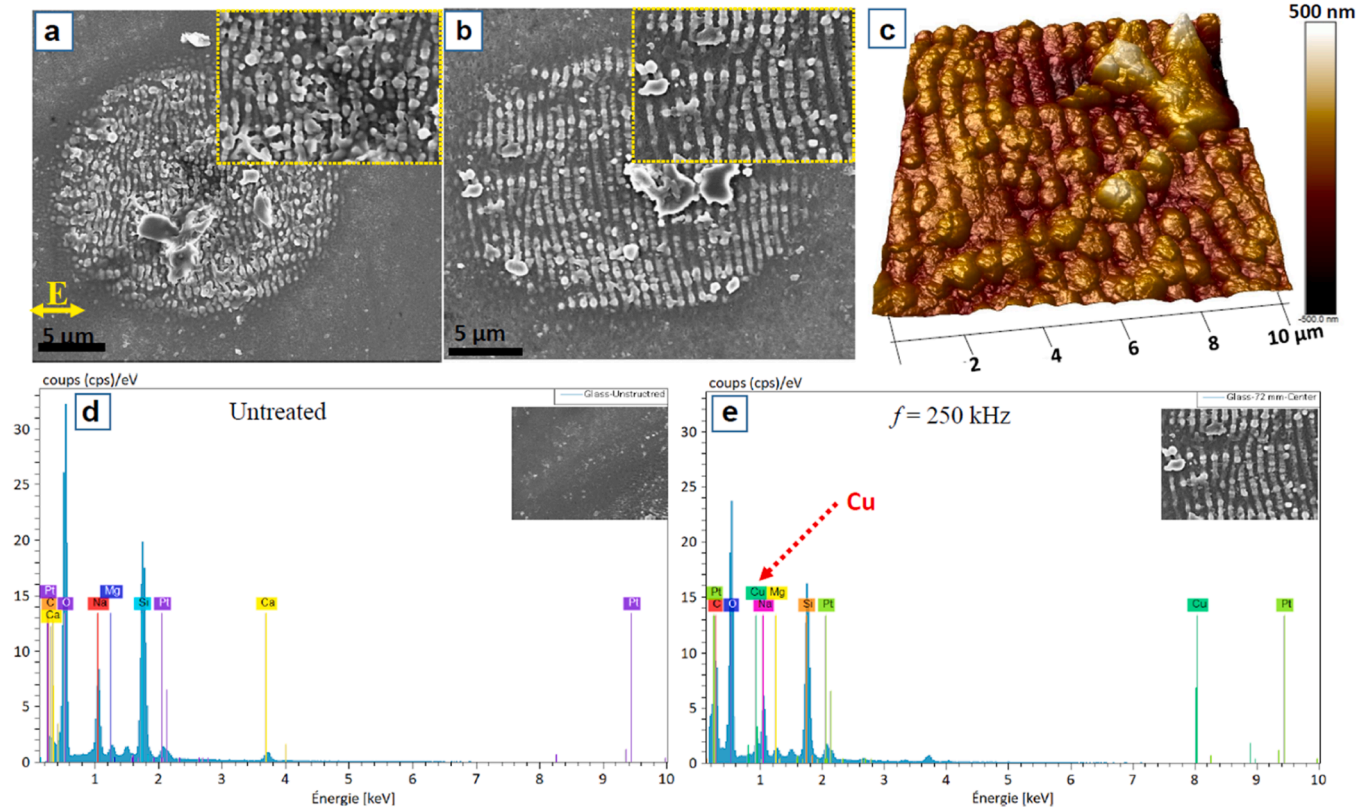 a
E
5 µm
b
5 µm
c
500 nm
-500.0 nm
2
4
6
8
10 µm
coups (cps)/eV
d
Untreated
Glass-Unstructred
30
25
20
15
10
5
0
Pt
C
Ca
O
Na
Mg
Si
Pt
Ca
Pt
1 2 3 4 5 6 7 8 9 10
Énergie [keV]
coups (cps)/eV
e
f = 250 kHz
Glass-72 mm-Center
Cu
30
25
20
15
10
5
0
Pt
C
O
Cu
Na
Mg
Si
Pt
Cu
Pt
1 2 3 4 5 6 7 8 9 10
Énergie [keV]